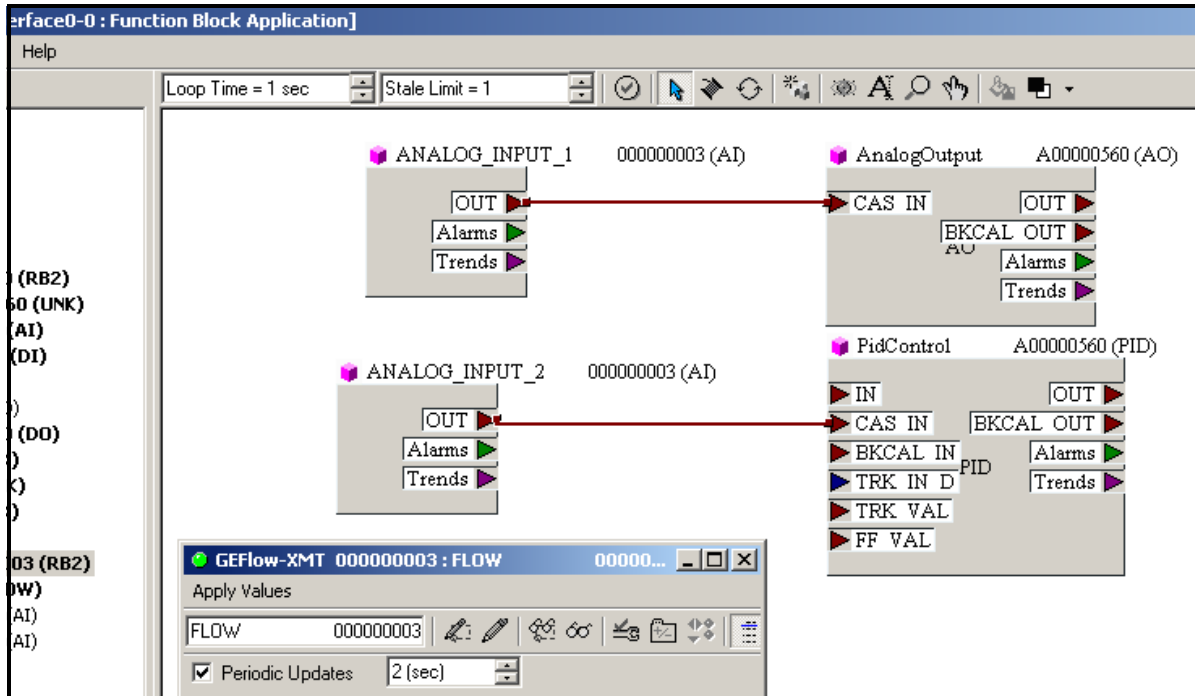 erface0-0 : Function Block Application]
Help
Loop Time = 1 sec
Stale Limit = 1
ANALOG_INPUT_1 000000003 (AI)
OUT
Alarms
Trends
AnalogOutput A00000560 (AO)
CAS IN
OUT
BKCAL OUT
AO
Alarms
Trends
(RB2)
60 (UNK)
(AI)
(DI)
(DO)
ANALOG_INPUT_2 000000003 (AI)
OUT
Alarms
Trends
PidControl A00000560 (PID)
IN
CAS IN
BKCAL IN
TRK IN D
TRK VAL
FF VAL
OUT
BKCAL OUT
PID
Alarms
Trends
03 (RB2)
OW)
(AI)
(AI)
GEFlow-XMT 000000003 : FLOW 00000...
Apply Values
FLOW 000000003
Periodic Updates 2 (sec)